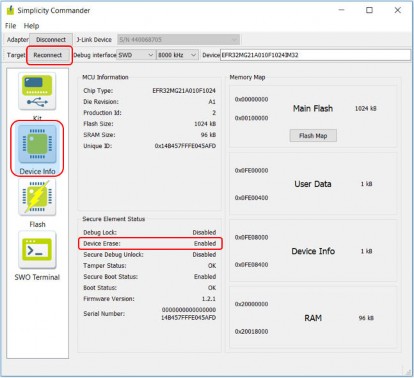 Simplicity Commander
File Help
Adapter Disconnect J-Link Device S/N 440068705
Target Reconnect Debug interface SWD 8000 kHz Device EFR32MG21A010F1024IM32
Kit
Device Info
Flash
SWO Terminal
MCU Information
Chip Type: EFR32MG21A010F1024IM32
Die Revision: A1
Production Id: 2
Flash Size: 1024 kB
SRAM Size: 96 kB
Unique ID: 0x14B457FFFE045AFD
Secure Element Status
Debug Lock: Disabled
Device Erase: Enabled
Secure Debug Unlock: Disabled
Tamper Status: OK
Secure Boot Status: Enabled
Boot Status: OK
Firmware Version: 1.2.1
Serial Number: 0000000000000000
14B457FFFE045AFD
Memory Map
0x00000000
Main Flash 1024 kB
0x00100000
Flash Map
0x0FE00000
User Data 1 kB
0x0FE00400
0x0FE08000
Device Info 1 kB
0x0FE08400
0x20000000
RAM 96 kB
0x20018000